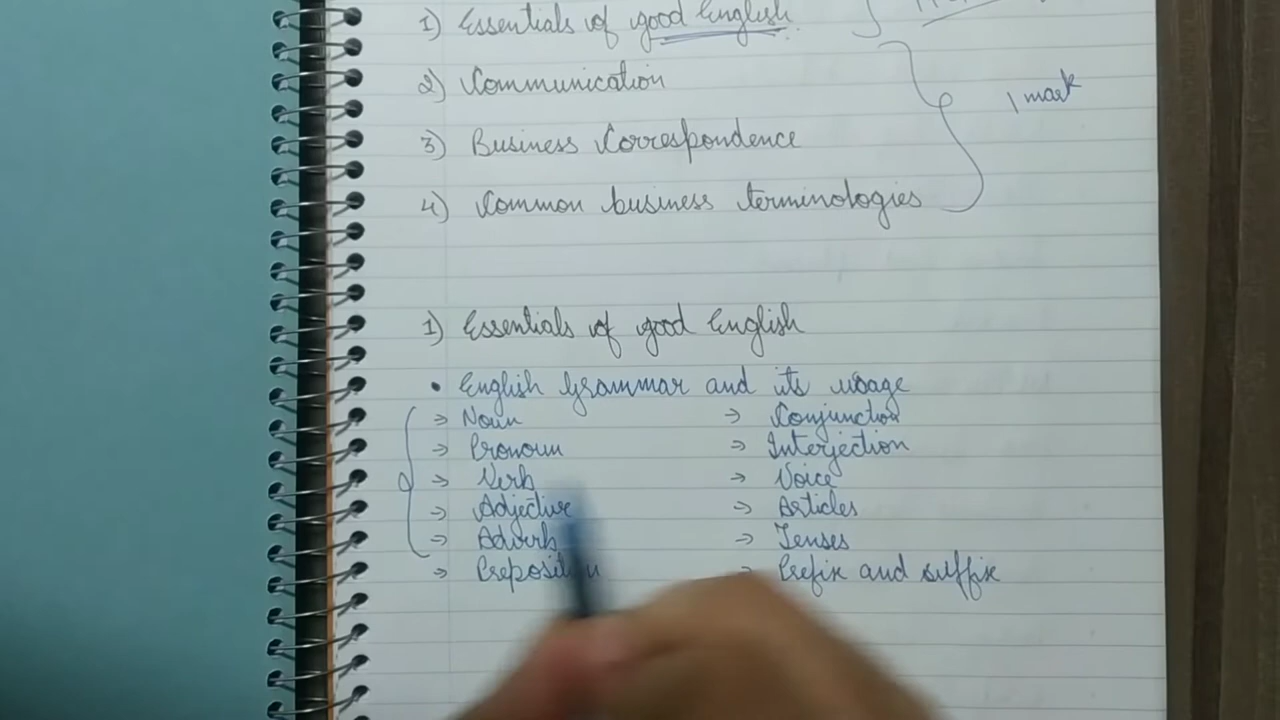 1) Essentials of good English
2) Communication
1 mark
3) Business Correspondence
4) Common business terminologies
1) Essentials of good English
• English Grammar and its usage
→ Noun → Conjunction
→ Pronoun → Interjection
→ Verb → Voice
→ Adjective → Articles
→ Adverb → Tenses
→ Preposition → Prefix and suffix